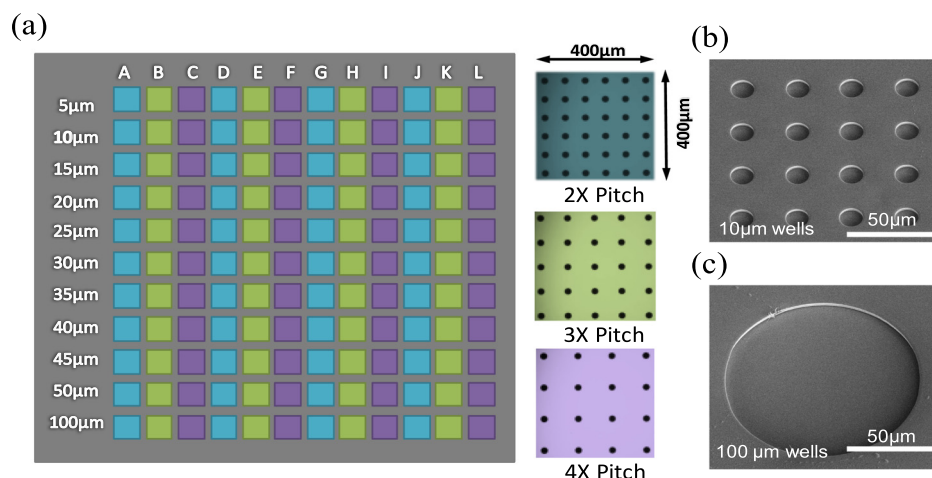 (a)
A B C D E F G H I J K L
5µm
10µm
15µm
20µm
25µm
30µm
35µm
40µm
45µm
50µm
100µm
400µm
400µm
2X Pitch
3X Pitch
4X Pitch
(b)
10µm wells
50µm
(c)
100 µm wells
50µm